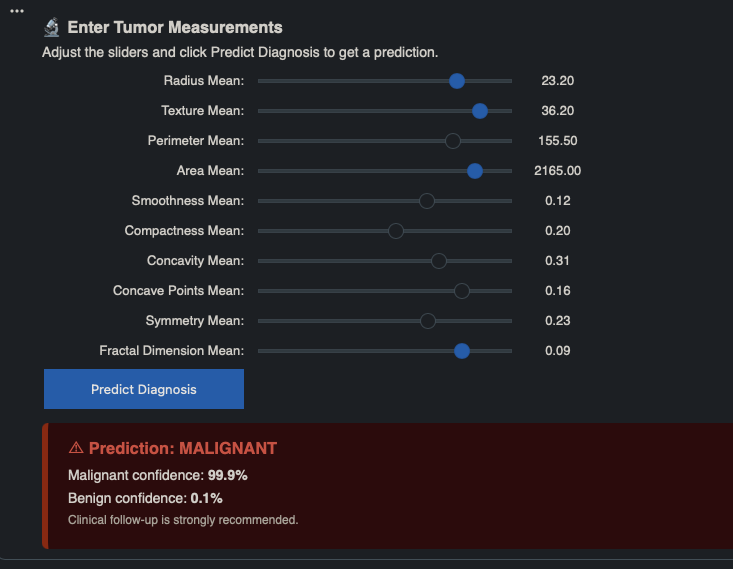 🔬 Enter Tumor Measurements
Adjust the sliders and click Predict Diagnosis to get a prediction.
Radius Mean: 23.20
Texture Mean: 36.20
Perimeter Mean: 155.50
Area Mean: 2165.00
Smoothness Mean: 0.12
Compactness Mean: 0.20
Concavity Mean: 0.31
Concave Points Mean: 0.16
Symmetry Mean: 0.23
Fractal Dimension Mean: 0.09
Predict Diagnosis
⚠ Prediction: MALIGNANT
Malignant confidence: 99.9%
Benign confidence: 0.1%
Clinical follow-up is strongly recommended.